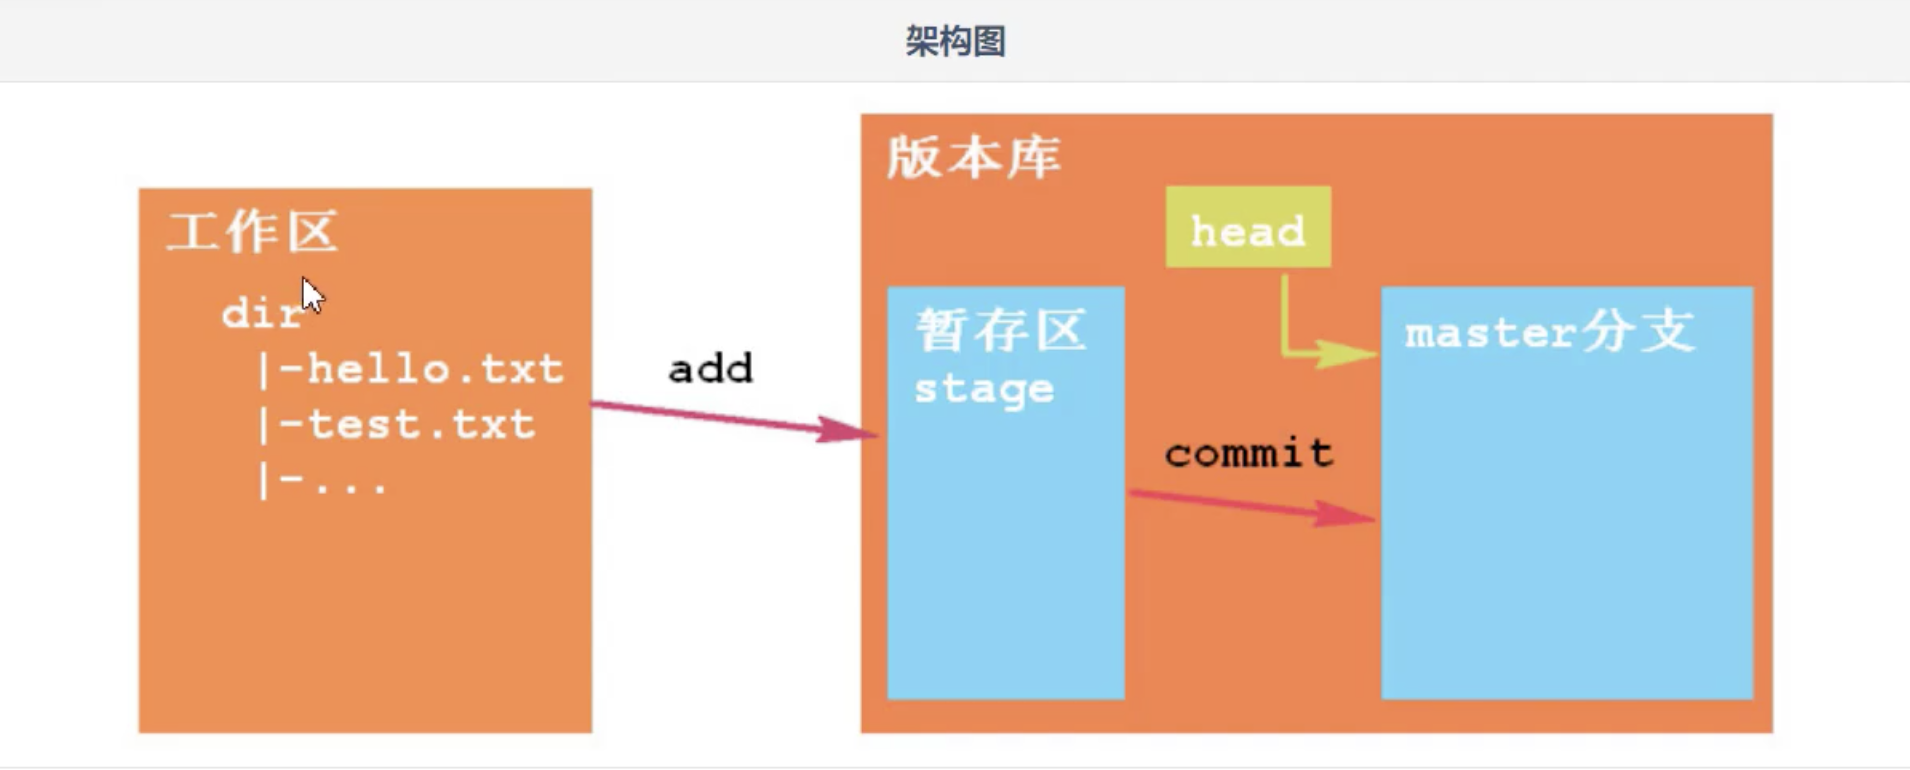 架构图
工作区
dir
|-hello.txt
|-test.txt
|-...
add
版本库
head
暂存区
stage
commit
master分支